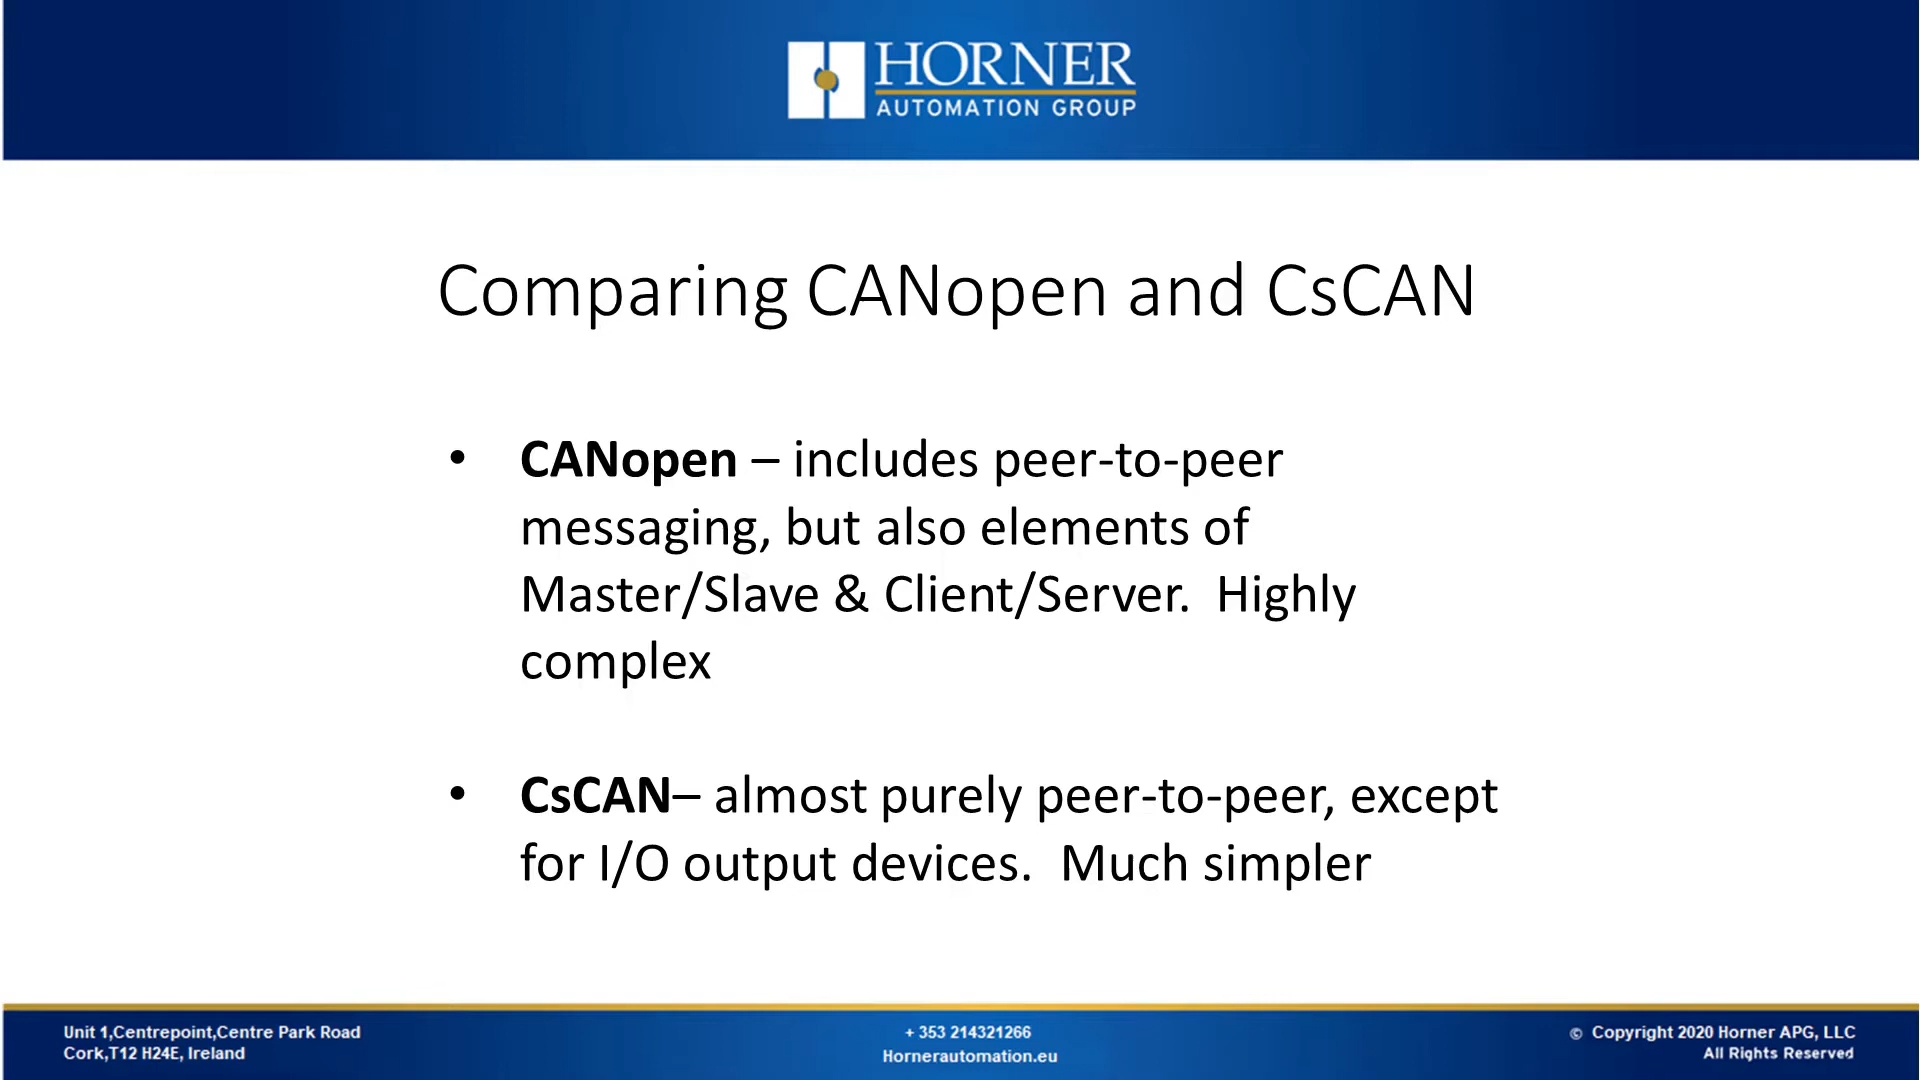 HORNER
AUTOMATION GROUP
Comparing CANopen and CsCAN
• CANopen – includes peer-to-peer
messaging, but also elements of
Master/Slave & Client/Server.  Highly
complex
• CsCAN– almost purely peer-to-peer, except
for I/O output devices.  Much simpler
Unit 1,Centrepoint,Centre Park Road
Cork,T12 H24E, Ireland
+ 353 214321266
Hornerautomation.eu
© Copyright 2020 Horner APG, LLC
All Rights Reserved